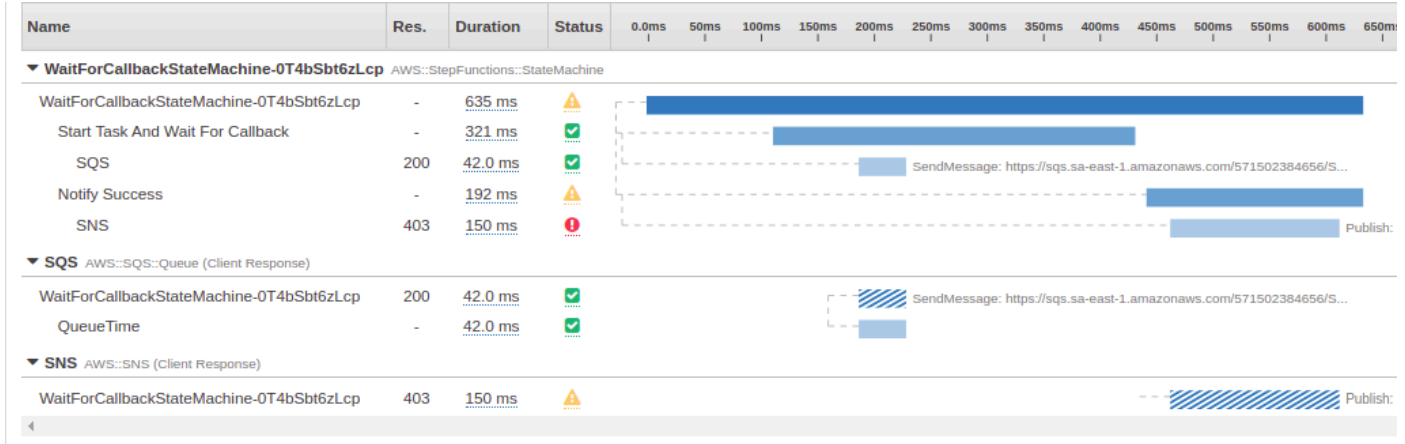 Name Res. Duration Status 0.0ms 50ms 100ms 150ms 200ms 250ms 300ms 350ms 400ms 450ms 500ms 550ms 600ms 650m
WaitForCallbackStateMachine-0T4bSbt6zLcp AWS::StepFunctions::StateMachine
WaitForCallbackStateMachine-0T4bSbt6zLcp - 635 ms
Start Task And Wait For Callback - 321 ms
SQS 200 42.0 ms SendMessage: https://sqs.sa-east-1.amazonaws.com/571502384656/S...
Notify Success - 192 ms
SNS 403 150 ms Publish:
SQS AWS::SQS::Queue (Client Response)
WaitForCallbackStateMachine-0T4bSbt6zLcp 200 42.0 ms SendMessage: https://sqs.sa-east-1.amazonaws.com/571502384656/S...
QueueTime - 42.0 ms
SNS AWS::SNS (Client Response)
WaitForCallbackStateMachine-0T4bSbt6zLcp 403 150 ms Publish: